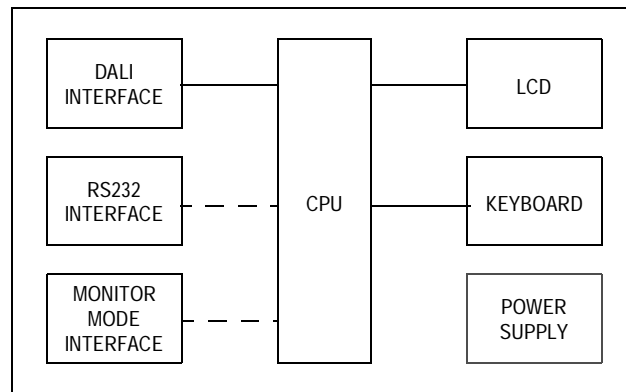 DALI
INTERFACE
LCD
RS232
INTERFACE
CPU
KEYBOARD
MONITOR
MODE
INTERFACE
POWER
SUPPLY